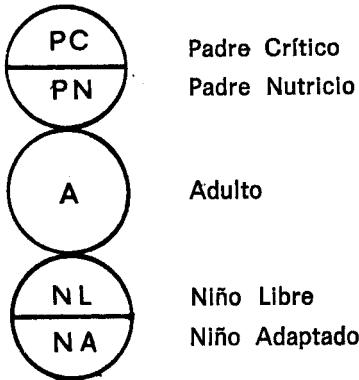 PC Padre Crítico
PN Padre Nutricio
A Adulto
NL Niño Libre
NA Niño Adaptado